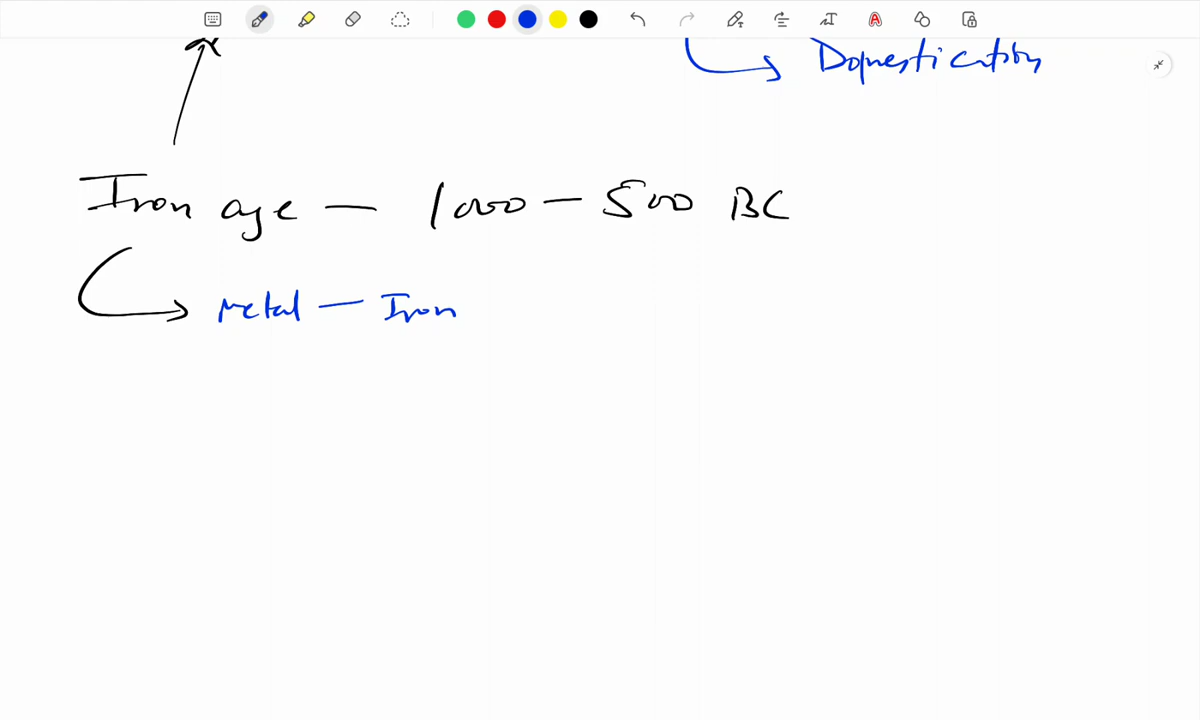 Domestication
Iron age — 1000 — 500 BC
Metal — Iron